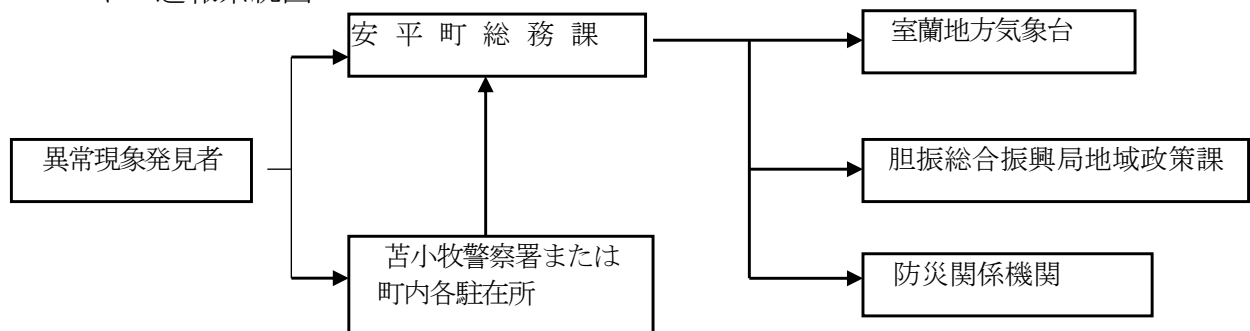 通報系統図
安平町総務課
室蘭地方気象台
異常現象発見者
胆振総合振興局地域政策課
苫小牧警察署または
町内各駐在所
防災関係機関